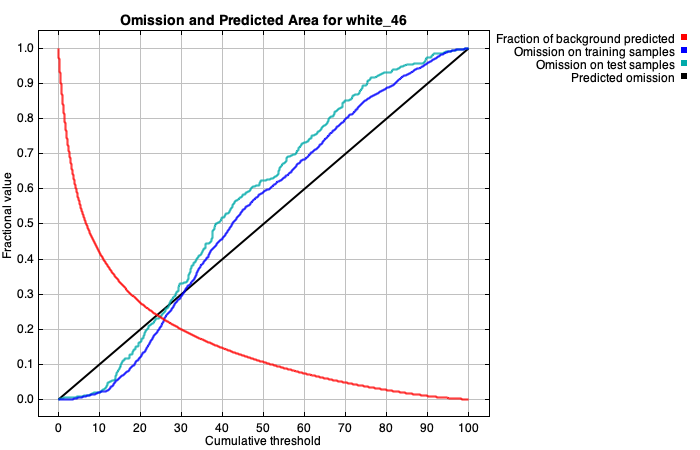 Omission and Predicted Area for white_46
Fraction of background predicted
Omission on training samples
Omission on test samples
Predicted omission
Fractional value
1.0
0.9
0.8
0.7
0.6
0.5
0.4
0.3
0.2
0.1
0.0
0 10 20 30 40 50 60 70 80 90 100
Cumulative threshold